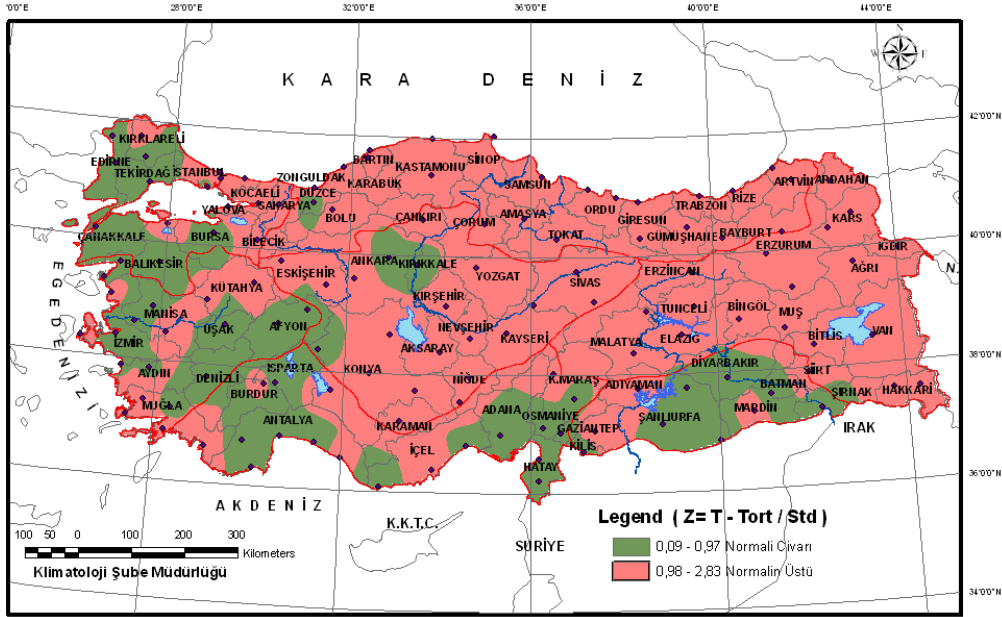 0°0'E 28°0'0"E 32°0'0"E 36°0'0"E 40°0'0"E 44°0'0"E
N
W E
S
K A R A D E N İ Z
42°0'0"N
KIRKLARELİ
EDİRNE
TEKİRDAĞ
İSTANBUL
ZONGULDAK
BARTIN
KASTAMONU
SİNOP
KARABÜK
SAMSUN
ARTVİN
ARDAHAN
KOCAELİ
SAKARYA
DÜZCE
YALOVA
BOLU
ÇANKIRI
ÇORUM
AMASYA
ORDU
GİRESUN
TRABZON
RİZE
KARS
ÇANAKKALE
BURSA
BİLECİK
TOKAT
GÜMÜŞHANE
BAYBURT
ERZURUM
IĞDIR
40°0'0"N
BALIKESİR
ESKİŞEHİR
ANKARA
KIRIKKALE
YOZGAT
SİVAS
ERZİNCAN
AĞRI
N.
E G E D E N İ Z İ
KÜTAHYA
KIRŞEHİR
TUNCELİ
BİNGÖL
MUŞ
MANİSA
UŞAK
AFYON
NEVŞEHİR
KAYSERİ
MALATYA
ELAZIĞ
BİTLİS
VAN
İZMİR
AKSARAY
38°0'0"N
AYDIN
DENİZLİ
ISPARTA
BURDUR
KONYA
NİĞDE
K.MARAŞ
ADIYAMAN
DİYARBAKIR
BATMAN
SİİRT
ŞIRNAK
HAKKARİ
MUĞLA
ANTALYA
KARAMAN
ADANA
OSMANİYE
GAZİANTEP
ŞANLIURFA
MARDİN
IRAK
İÇEL
KİLİS
HATAY
36°0'0"N
A K D E N İ Z
K.K.T.C.
SURİYE
Legend ( Z= T - Tort / Std )
0,09 - 0,97 Normali Civarı
0,98 - 2,83 Normalin Üstü
100 50 0 100 200 300
Kilometers
Klimatoloji Şube Müdürlüğü
34°0'0"N